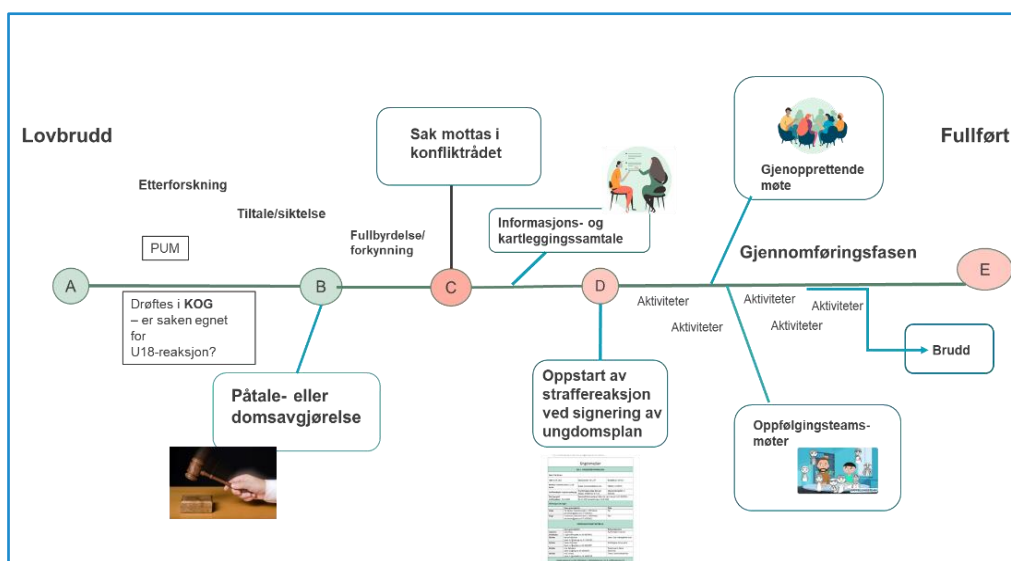 Lovbrudd
Etterforskning
PUM
Tiltale/siktelse
Fullbyrdelse/
forkynning
Sak mottas i
konfliktrådet
Informasjons- og
kartleggingssamtale
Gjenopprettende
møte
Fullført
Gjennomføringsfasen
A
B
C
D
E
Drøftes i KOG
– er saken egnet
for
U18-reaksjon?
Påtale- eller
domsavgjørelse
Oppstart av
straffereaksjon
ved signering av
ungdomsplan
Aktiviteter
Aktiviteter
Aktiviteter
Aktiviteter
Aktiviteter
Brudd
Oppfølgingsteams-
møter